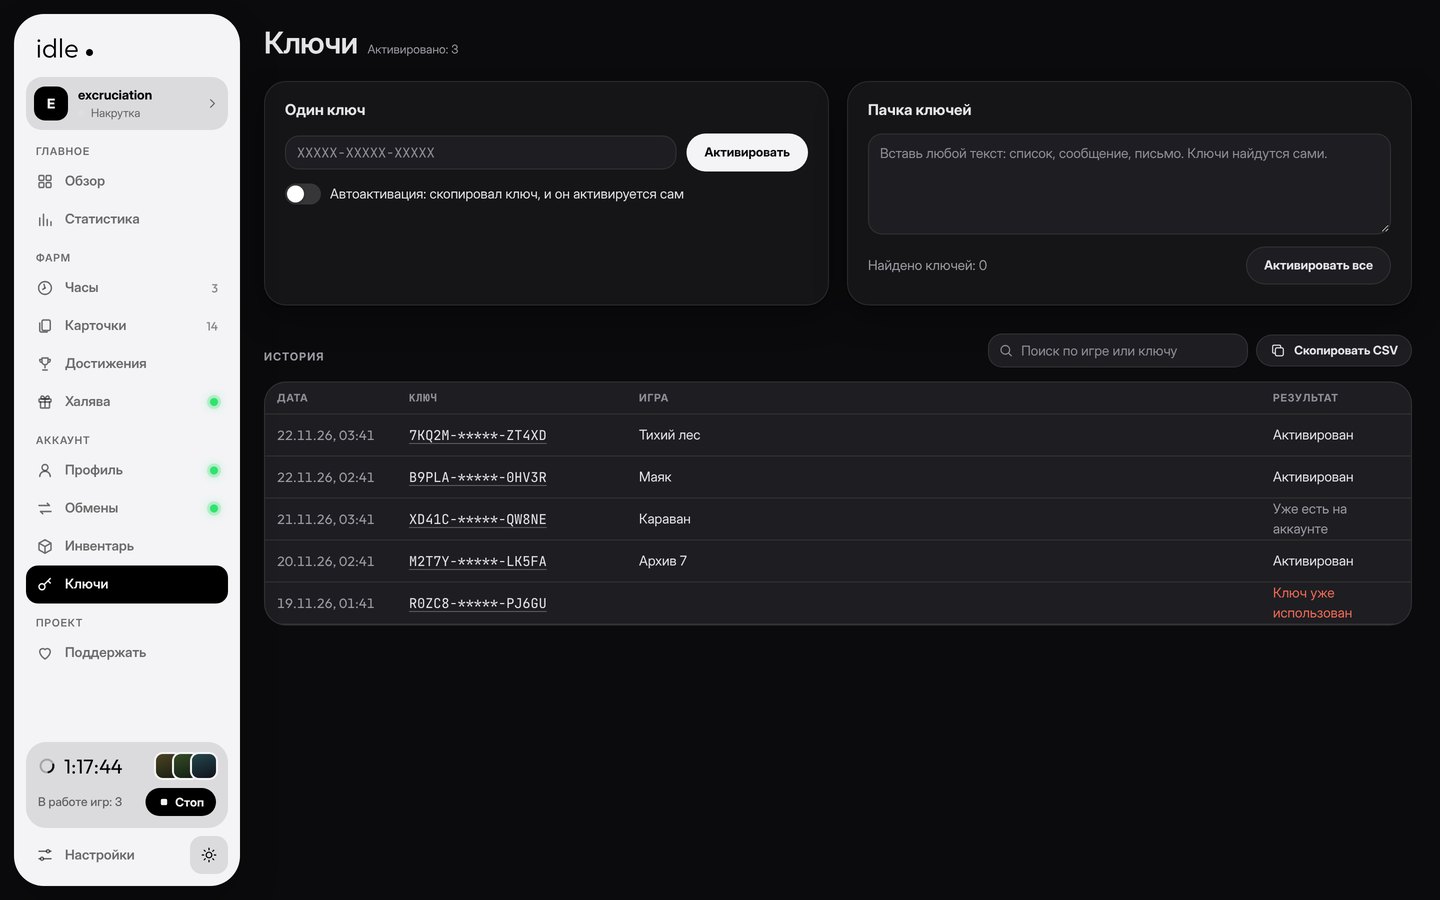 idle
E
excruciation
Накрутка
ГЛАВНОЕ
Обзор
Статистика
ФАРМ
Часы 3
Карточки 14
Достижения
Халява
АККАУНТ
Профиль
Обмены
Инвентарь
Ключи
ПРОЕКТ
Поддержать
1:17:44
В работе игр: 3
Стоп
Настройки
Ключи Активировано: 3
Один ключ
XXXXX-XXXXX-XXXXX
Активировать
Автоактивация: скопировал ключ, и он активируется сам
Пачка ключей
Вставь любой текст: список, сообщение, письмо. Ключи найдутся сами.
Найдено ключей: 0
Активировать все
ИСТОРИЯ
Поиск по игре или ключу
Скопировать CSV
ДАТА КЛЮЧ ИГРА РЕЗУЛЬТАТ
22.11.26, 03:41 7KQ2M-*****-ZT4XD Тихий лес Активирован
22.11.26, 02:41 B9PLA-*****-0HV3R Маяк Активирован
21.11.26, 03:41 XD41C-*****-QW8NE Караван Уже есть на
аккаунте
20.11.26, 02:41 M2T7Y-*****-LK5FA Архив 7 Активирован
19.11.26, 01:41 R0ZC8-*****-PJ6GU Ключ уже
использован